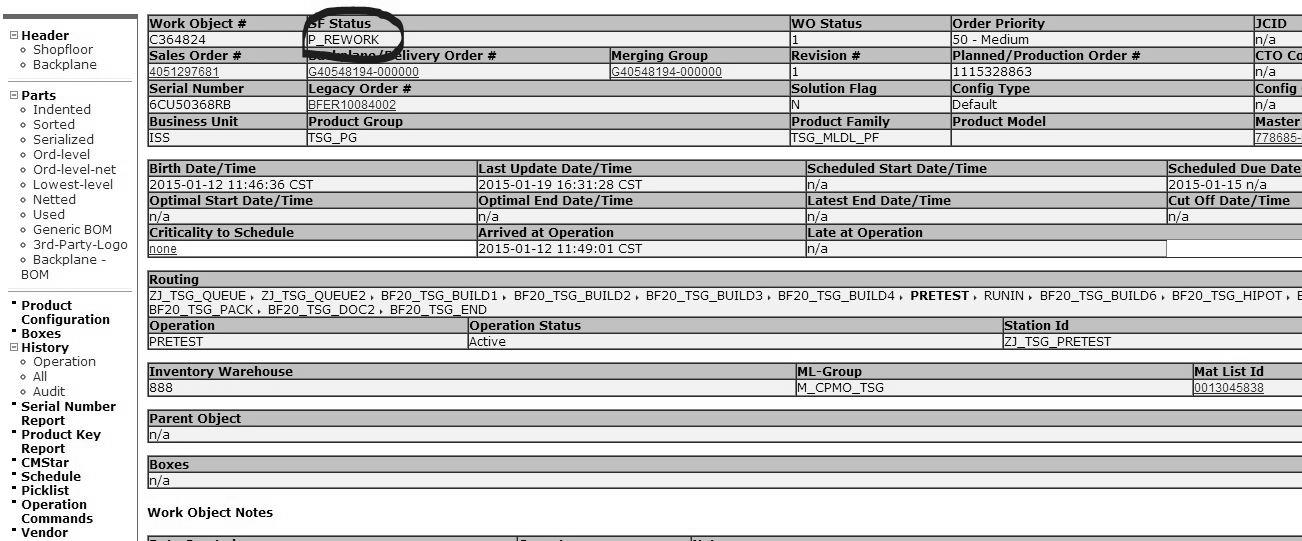 Header
Shopfloor
Backplane
Parts
Indented
Sorted
Serialized
Ord-level
Ord-level-net
Lowest-level
Netted
Used
Generic BOM
3rd-Party-Logo
Backplane -
BOM
Product
Configuration
Boxes
History
Operation
All
Audit
Serial Number
Report
Product Key
Report
CMStar
Schedule
Picklist
Operation
Commands
Vendor
Work Object # SF Status WO Status Order Priority JCID
C364824 P_REWORK 1 50 - Medium n/a
Sales Order # Backplane/Delivery Order # Merging Group Revision # Planned/Production Order # CTO Co
4051297681 G40548194-000000 G40548194-000000 1 1115328863 n/a
Serial Number Legacy Order # Solution Flag Config Type Config
6CU50368RB BFER10084002 N Default n/a
Business Unit Product Group Product Family Product Model Master
ISS TSG_PG TSG_MLDL_PF 778685-
Birth Date/Time Last Update Date/Time Scheduled Start Date/Time Scheduled Due Date
2015-01-12 11:46:36 CST 2015-01-19 16:31:28 CST n/a 2015-01-15 n/a
Optimal Start Date/Time Optimal End Date/Time Latest End Date/Time Cut Off Date/Time
n/a n/a n/a n/a
Criticality to Schedule Arrived at Operation Late at Operation
none 2015-01-12 11:49:01 CST n/a
Routing
ZJ_TSG_QUEUE, ZJ_TSG_QUEUE2, BF20_TSG_BUILD1, BF20_TSG_BUILD2, BF20_TSG_BUILD3, BF20_TSG_BUILD4, PRETEST, RUNIN, BF20_TSG_BUILD6, BF20_TSG_HIPOT,
BF20_TSG_PACK, BF20_TSG_DOC2, BF20_TSG_END
Operation Operation Status Station Id
PRETEST Active ZJ_TSG_PRETEST
Inventory Warehouse ML-Group Mat List Id
888 M_CPMO_TSG 0013045838
Parent Object
n/a
Boxes
n/a
Work Object Notes